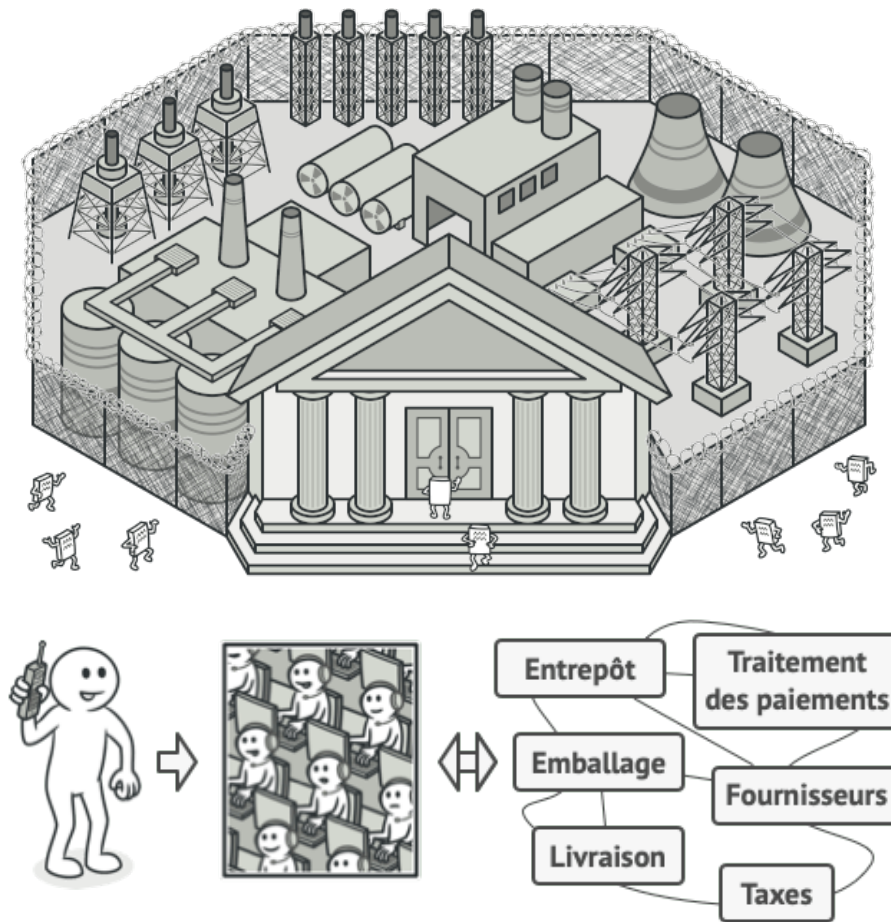 Entrepôt
Traitement
des paiements
Emballage
Fournisseurs
Livraison
Taxes